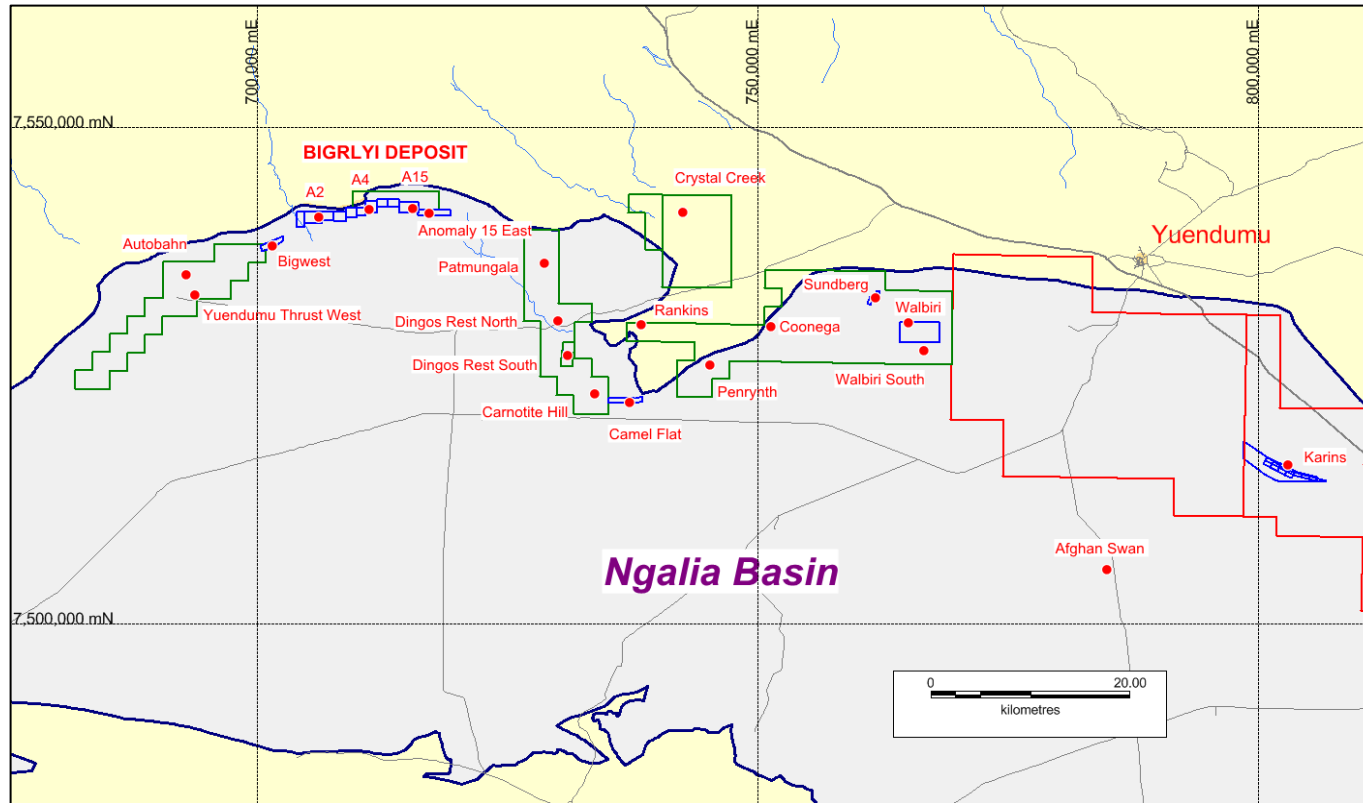 700,000 mE
750,000 mE
800,000 mE
7,550,000 mN
BIGRLYI DEPOSIT
A2
A4
A15
Crystal Creek
Anomaly 15 East
Autobahn
Bigwest
Patmungala
Yuendumu
Sundberg
Yuendumu Thrust West
Rankins
Walbiri
Dingos Rest North
Coonega
Dingos Rest South
Penrynth
Walbiri South
Carnotite Hill
Camel Flat
Karins
Afghan Swan
Ngalia Basin
7,500,000 mN
0
20.00
kilometres